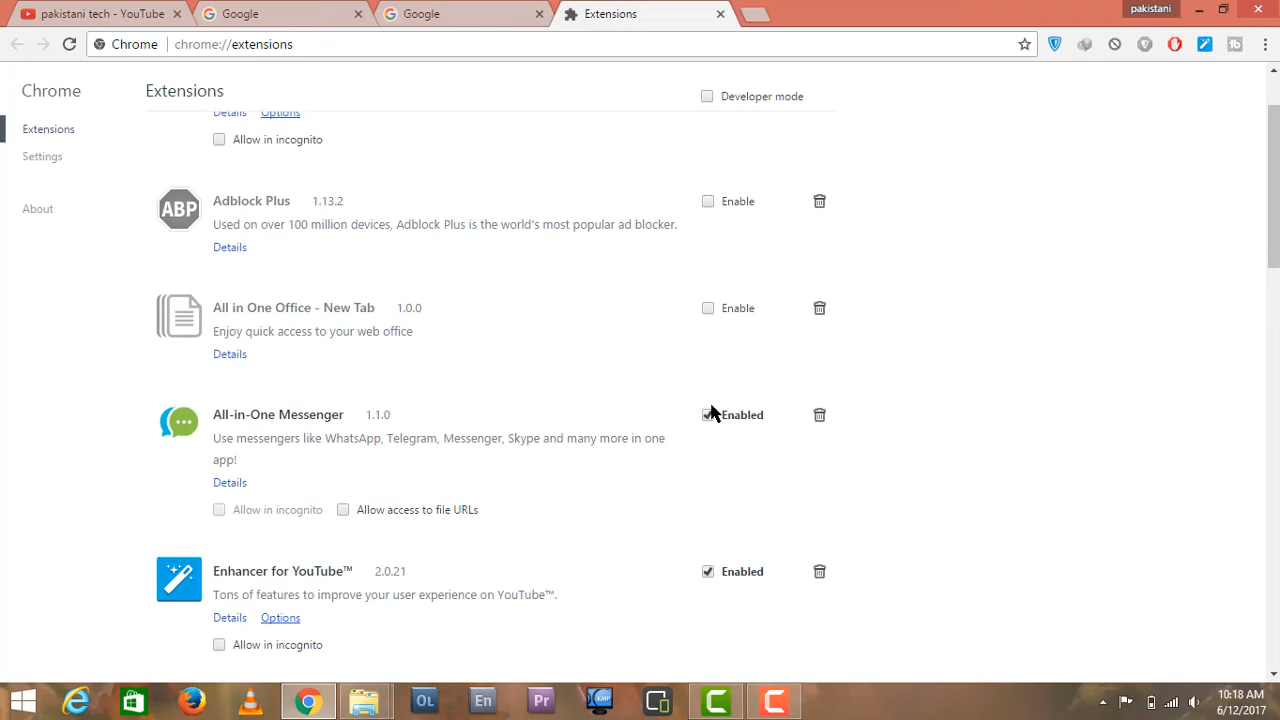 pakistani tech - YouTube
Google
Google
Extensions
pakistani
Chrome
chrome://extensions
Chrome
Extensions
Developer mode
Details Options
Extensions
Allow in incognito
Settings
Adblock Plus 1.13.2
Enable
About
ABP
Used on over 100 million devices, Adblock Plus is the world's most popular ad blocker.
Details
All in One Office - New Tab 1.0.0
Enable
Enjoy quick access to your web office
Details
All-in-One Messenger 1.1.0
Enabled
Use messengers like WhatsApp, Telegram, Messenger, Skype and many more in one
app!
Details
Allow in incognito
Allow access to file URLs
Enhancer for YouTube™ 2.0.21
Enabled
Tons of features to improve your user experience on YouTube™.
Details Options
Allow in incognito
OL
En
Pr
KMP
10:18 AM
6/12/2017